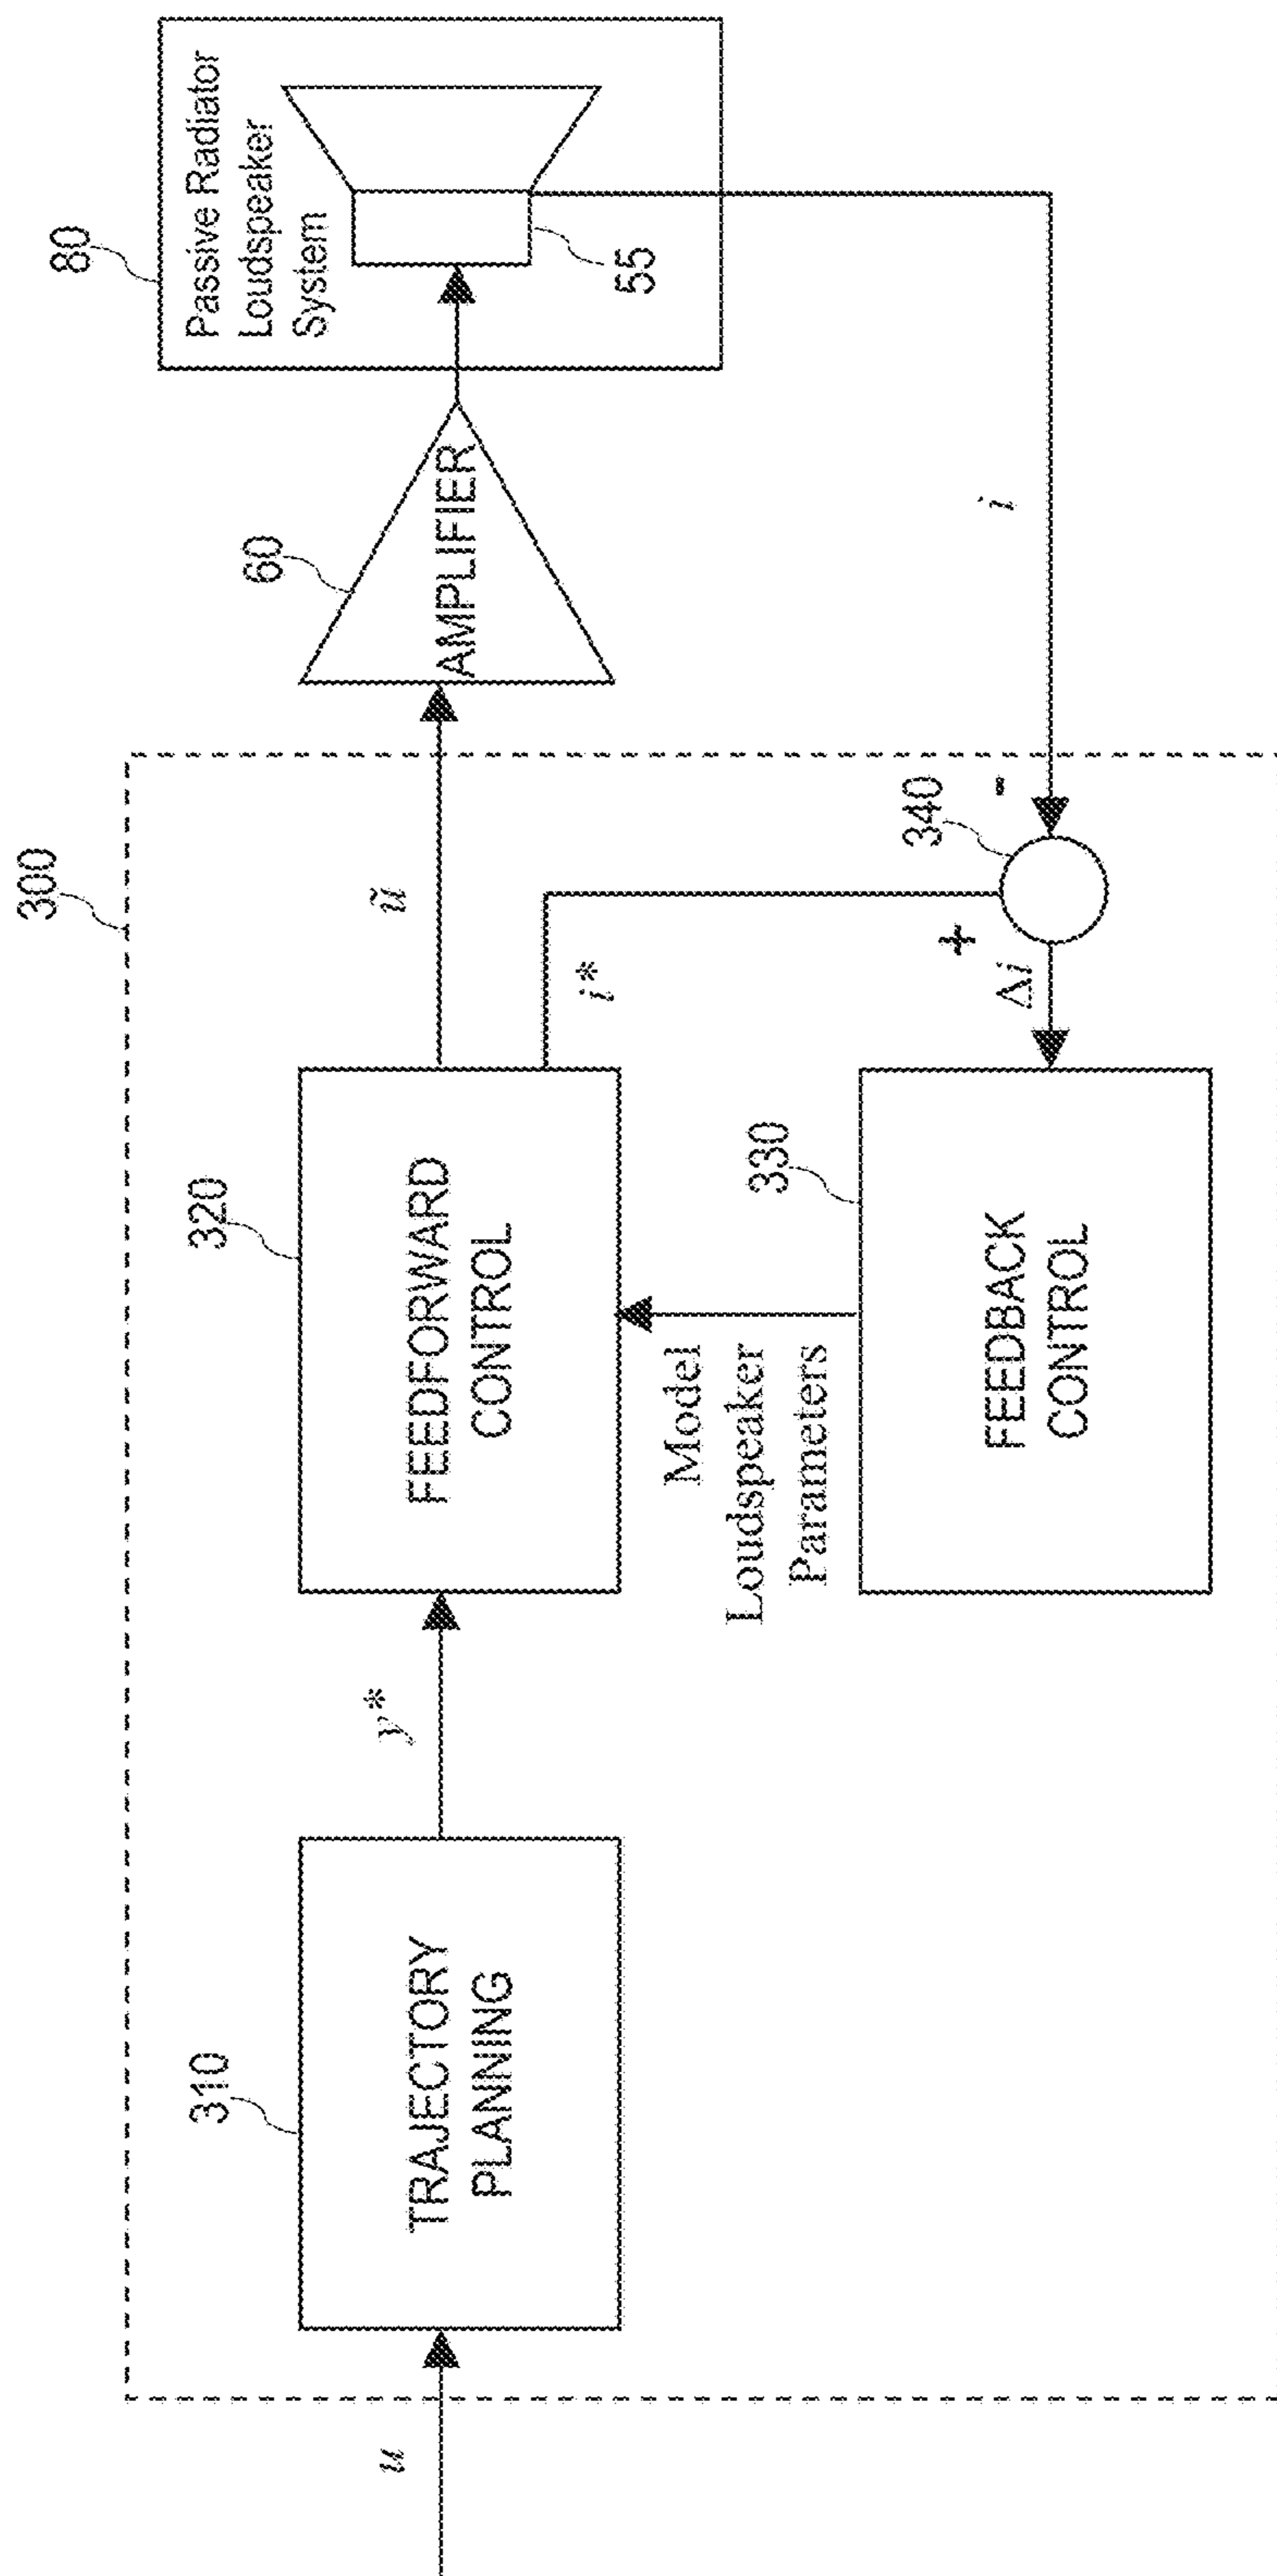 300
u
310
TRAJECTORY
PLANNING
y*
320
FEEDFORWARD
CONTROL
ũ
i*
Model
Loudspeaker
Parameters
330
FEEDBACK
CONTROL
Δi
+
-
340
i
60
AMPLIFIER
80
Passive Radiator
Loudspeaker
System
55